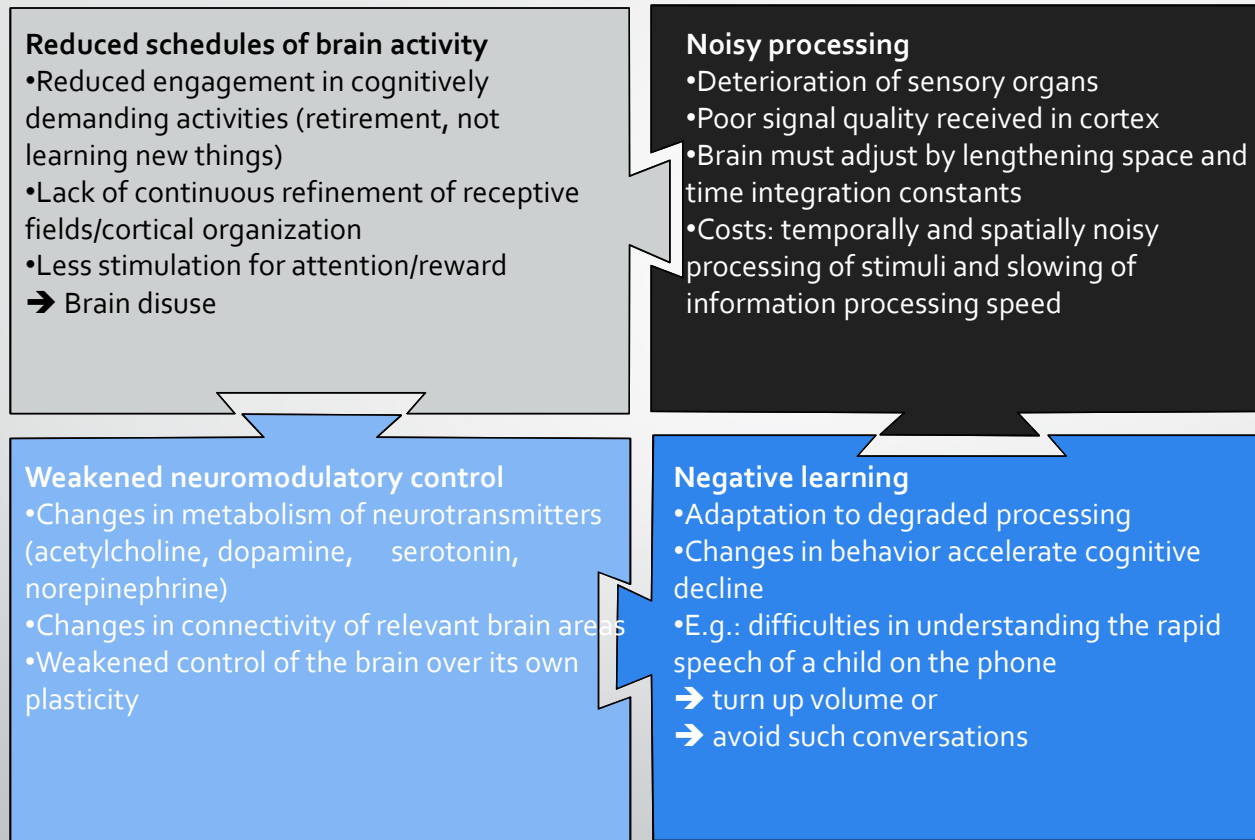 Reduced schedules of brain activity
•Reduced engagement in cognitively
demanding activities (retirement, not
learning new things)
•Lack of continuous refinement of receptive
fields/cortical organization
•Less stimulation for attention/reward
➔ Brain disuse
Noisy processing
•Deterioration of sensory organs
•Poor signal quality received in cortex
•Brain must adjust by lengthening space and
time integration constants
•Costs: temporally and spatially noisy
processing of stimuli and slowing of
information processing speed
Weakened neuromodulatory control
•Changes in metabolism of neurotransmitters
(acetylcholine, dopamine, serotonin,
norepinephrine)
•Changes in connectivity of relevant brain areas
•Weakened control of the brain over its own
plasticity
Negative learning
•Adaptation to degraded processing
•Changes in behavior accelerate cognitive
decline
•E.g.: difficulties in understanding the rapid
speech of a child on the phone
➔ turn up volume or
➔ avoid such conversations